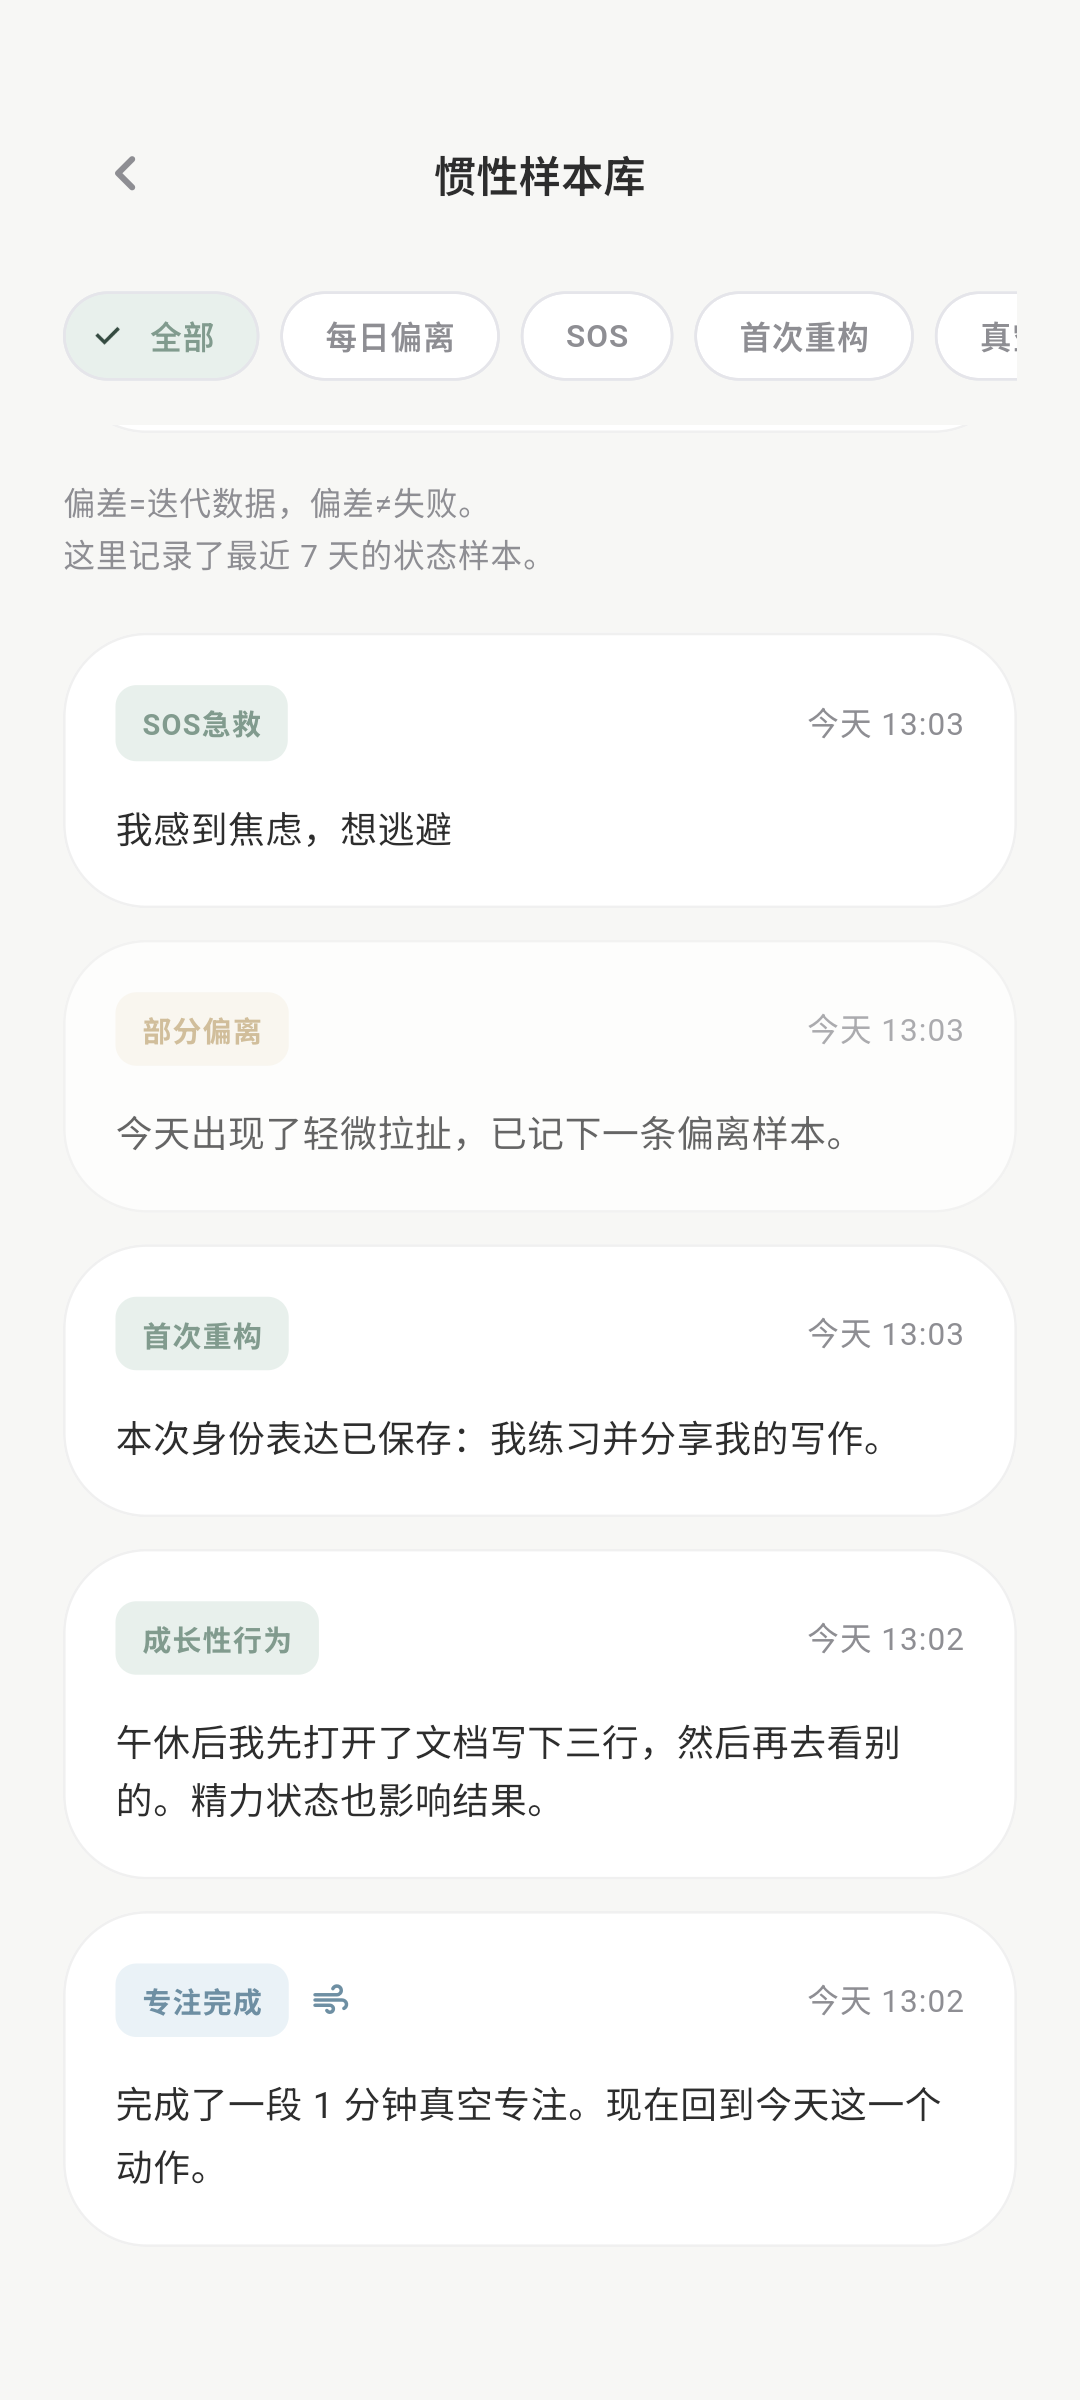 惯性样本库
全部
每日偏离
SOS
首次重构
真
偏差=迭代数据，偏差≠失败。
这里记录了最近 7 天的状态样本。
SOS急救
今天 13:03
我感到焦虑，想逃避
部分偏离
今天 13:03
今天出现了轻微拉扯，已记下一条偏离样本。
首次重构
今天 13:03
本次身份表达已保存：我练习并分享我的写作。
成长性行为
今天 13:02
午休后我先打开了文档写下三行，然后再去看别
的。精力状态也影响结果。
专注完成
今天 13:02
完成了一段 1 分钟真空专注。现在回到今天这一个
动作。